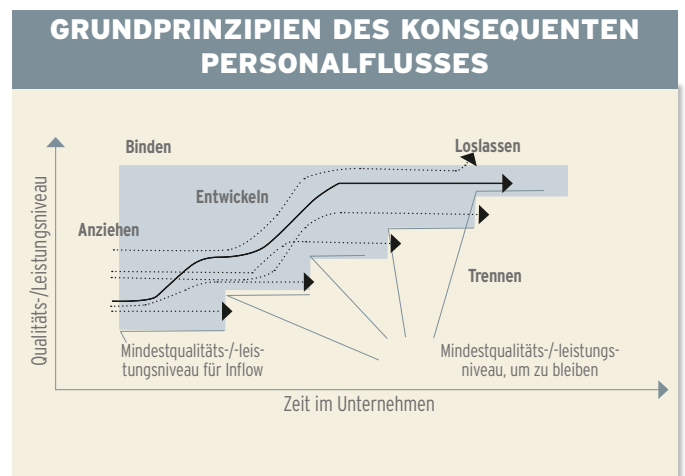 GRUNDPRINZIPIEN DES KONSEQUENTEN
PERSONALFLUSSES
Binden
Loslassen
Entwickeln
Anziehen
Trennen
Qualitäts-/Leistungsniveau
Mindestqualitäts-/-leis-
tungsniveau für Inflow
Mindestqualitäts-/-leistungs-
niveau, um zu bleiben
Zeit im Unternehmen